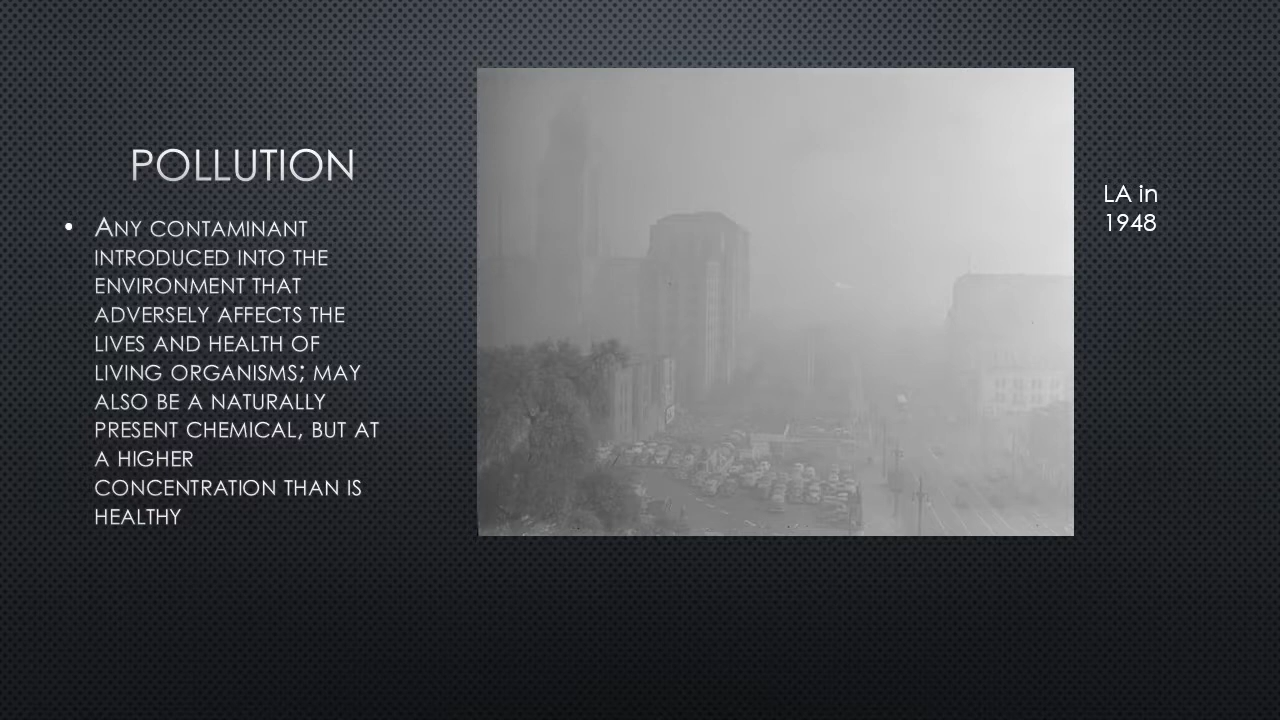 POLLUTION
• ANY CONTAMINANT
INTRODUCED INTO THE
ENVIRONMENT THAT
ADVERSELY AFFECTS THE
LIVES AND HEALTH OF
LIVING ORGANISMS; MAY
ALSO BE A NATURALLY
PRESENT CHEMICAL, BUT AT
A HIGHER
CONCENTRATION THAN IS
HEALTHY
LA in
1948